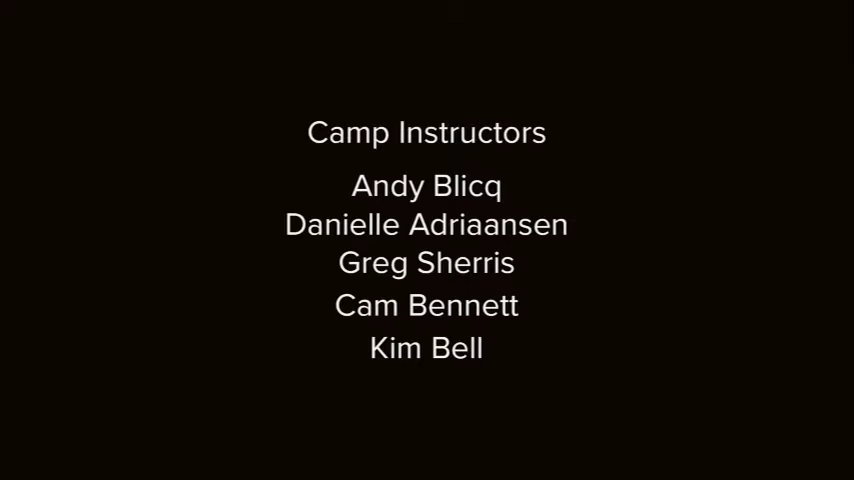 Camp Instructors
Andy Blicq
Danielle Adriaansen
Greg Sherris
Cam Bennett
Kim Bell